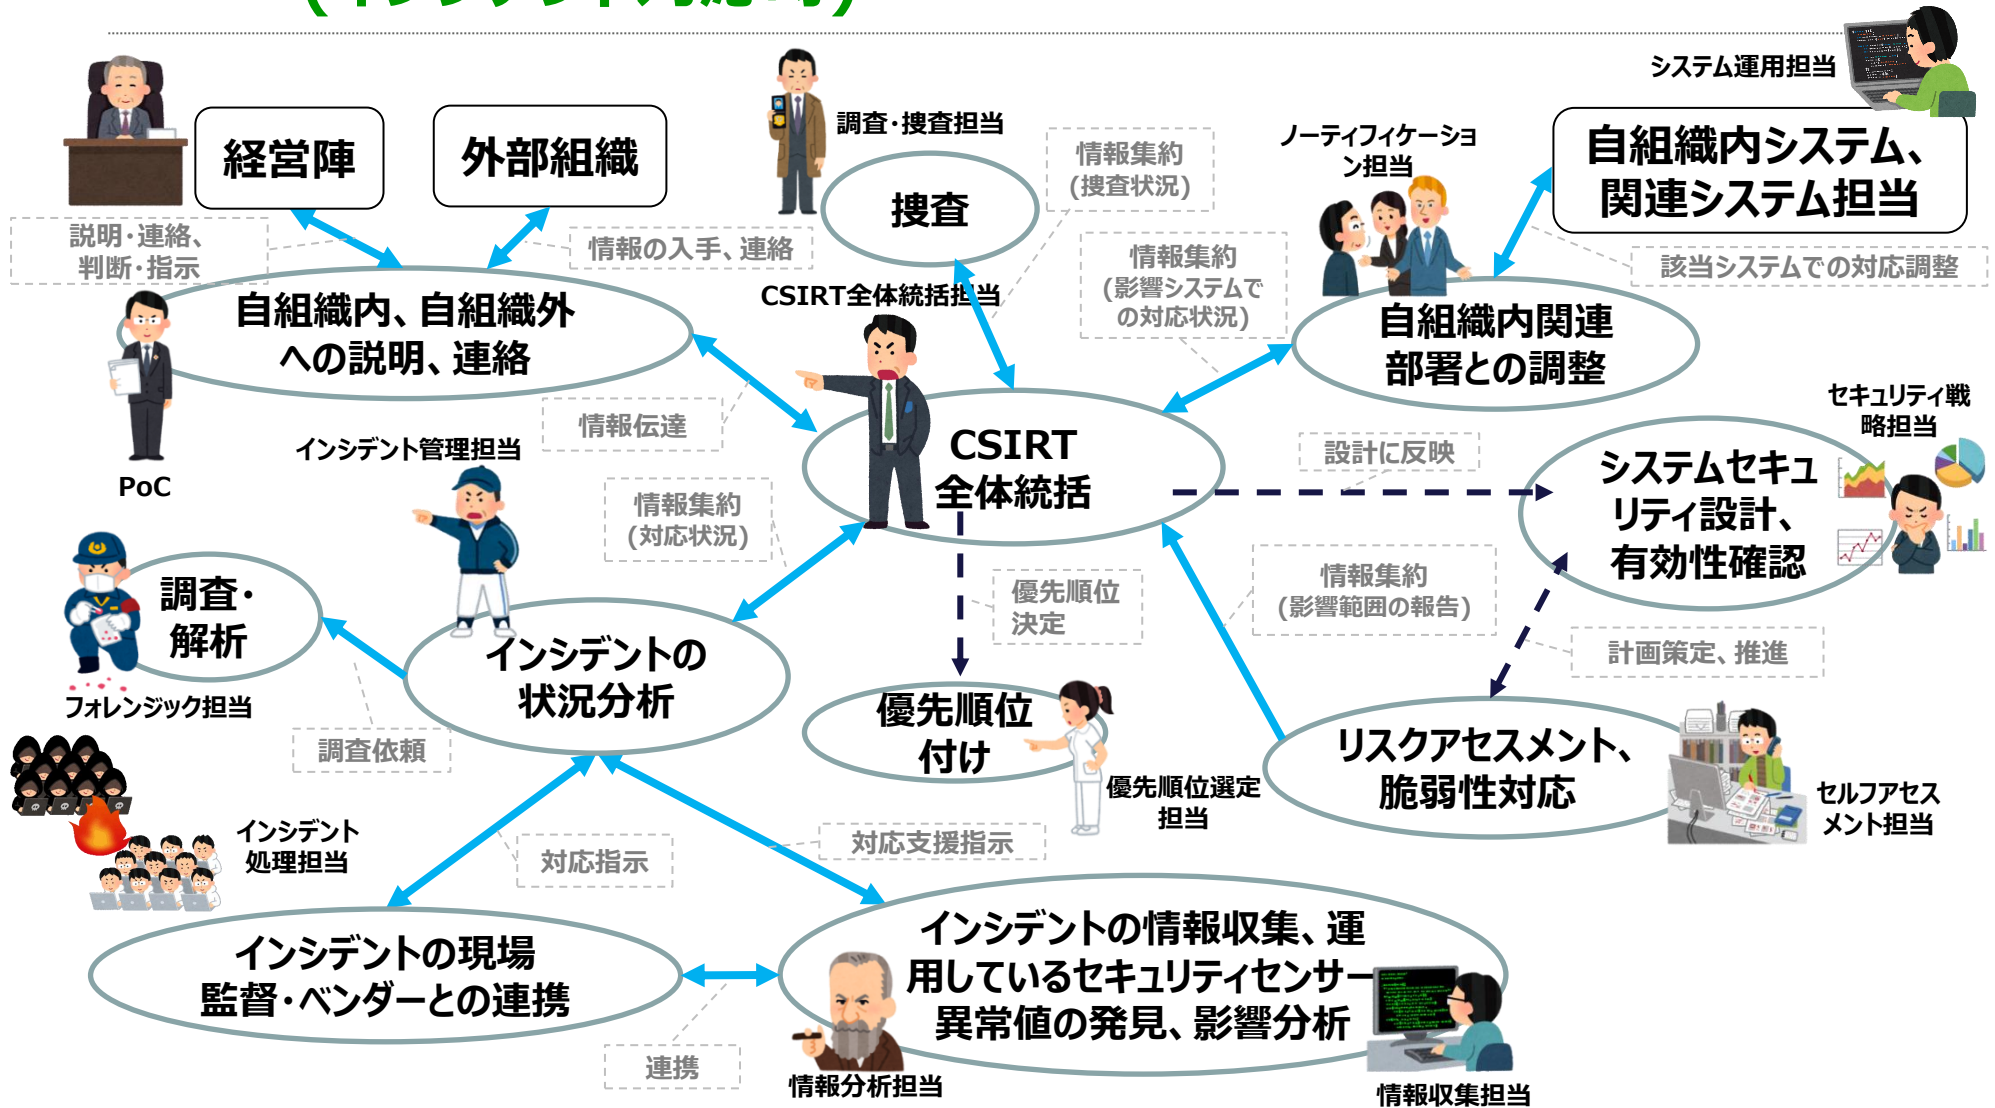 システム運用担当
調査・捜査担当
ノーティフィケーショ
ン担当
経営陣
外部組織
捜査
情報集約
(捜査状況)
自組織内システム、
関連システム担当
説明・連絡、
判断・指示
情報の入手、連絡
情報集約
(影響システムで
の対応状況)
該当システムでの対応調整
CSIRT全体統括担当
自組織内、自組織外
への説明、連絡
自組織内関連
部署との調整
PoC
情報伝達
インシデント管理担当
CSIRT
全体統括
設計に反映
セキュリティ戦
略担当
システムセキュ
リティ設計、
有効性確認
情報集約
(対応状況)
調査・
解析
フォレンジック担当
インシデントの
状況分析
優先順位
決定
情報集約
(影響範囲の報告)
計画策定、推進
調査依頼
優先順位
付け
優先順位選定
担当
リスクアセスメント、
脆弱性対応
セルフアセス
メント担当
インシデント
処理担当
対応指示
対応支援指示
インシデントの現場
監督・ベンダーとの連携
連携
インシデントの情報収集、運
用しているセキュリティセンサー
異常値の発見、影響分析
情報分析担当
情報収集担当